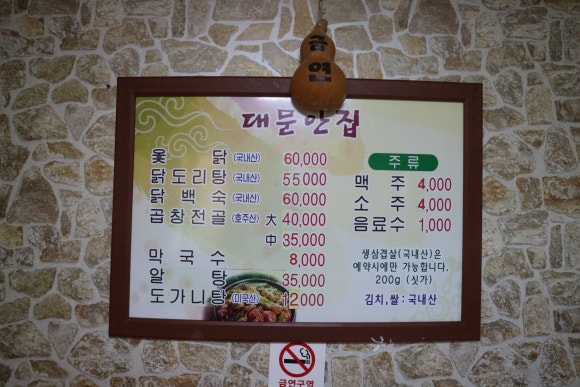 금연
대문안집
옻 닭 (국내산) 60,000
닭도리탕 (국내산) 55,000
닭 백 숙 (국내산) 60,000
곱창전골 (호주산) 大 40,000
中 35,000
막 국 수 8,000
알 탕 35,000
도가니탕 (미국산) 12,000
주 류
맥 주 4,000
소 주 4,000
음료수 1,000
생삼겹살(국내산)은
예약시에만 가능합니다.
200g (싯가)
김치,쌀: 국내산
금연구역